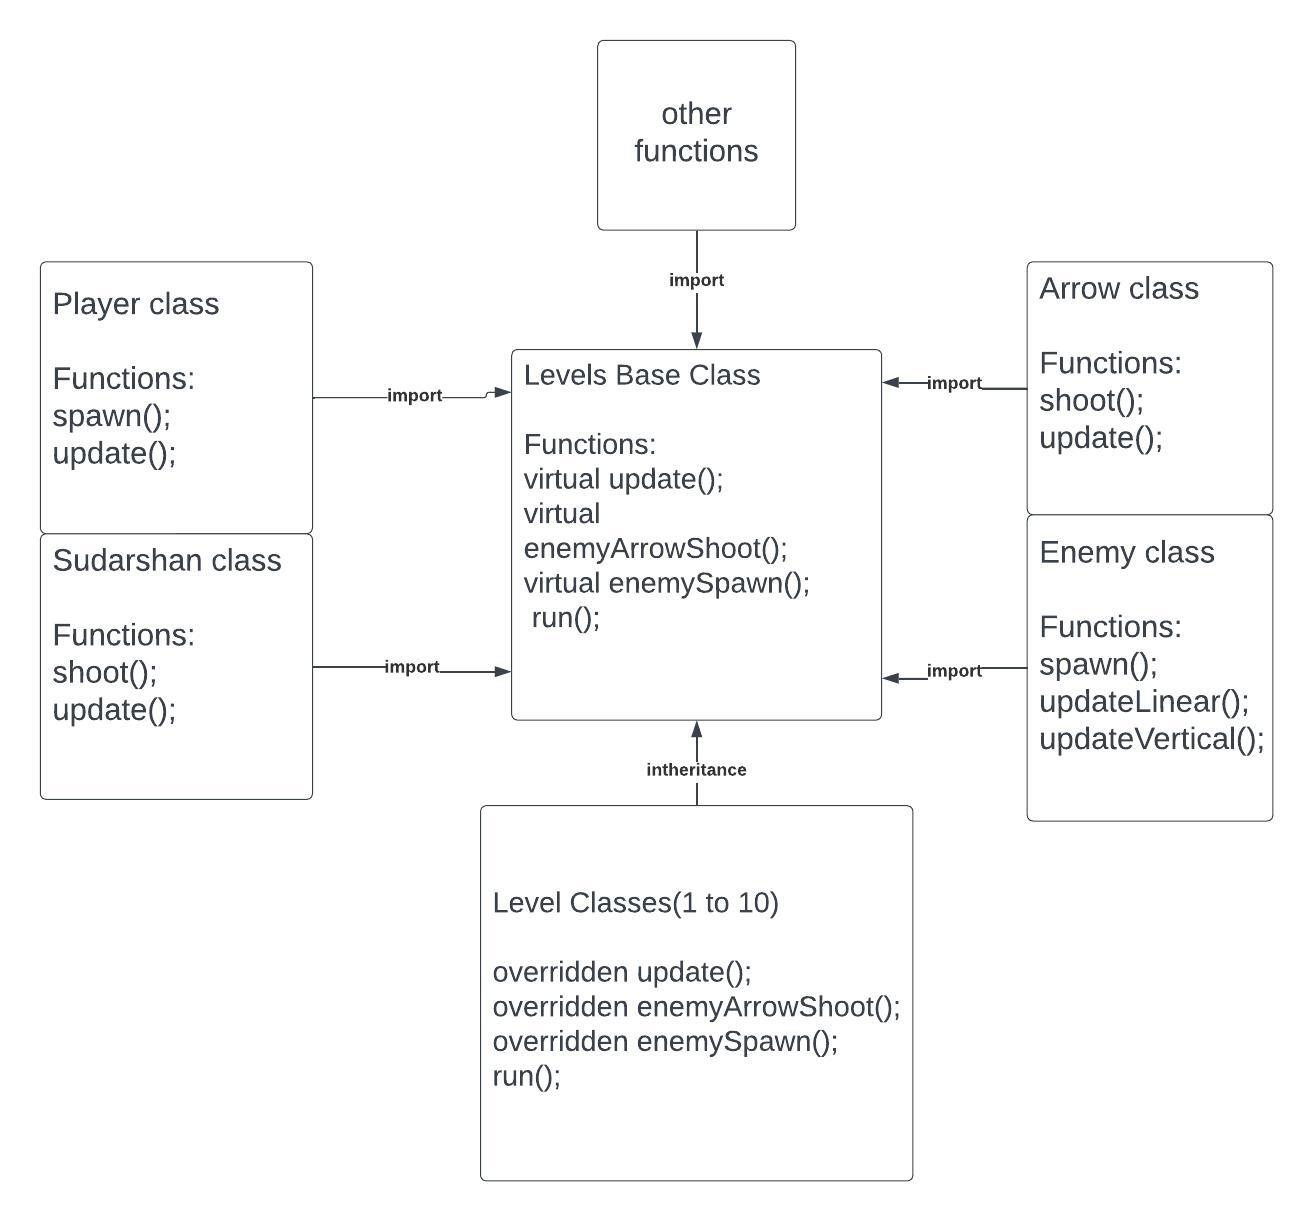 other
functions
import
Player class
Functions:
spawn();
update();
import
Sudarshan class
Functions:
shoot();
update();
import
Levels Base Class
Functions:
virtual update();
virtual
enemyArrowShoot();
virtual enemySpawn();
run();
Arrow class
Functions:
shoot();
update();
import
Enemy class
Functions:
spawn();
updateLinear();
updateVertical();
import
intheritance
Level Classes(1 to 10)
overridden update();
overridden enemyArrowShoot();
overridden enemySpawn();
run();